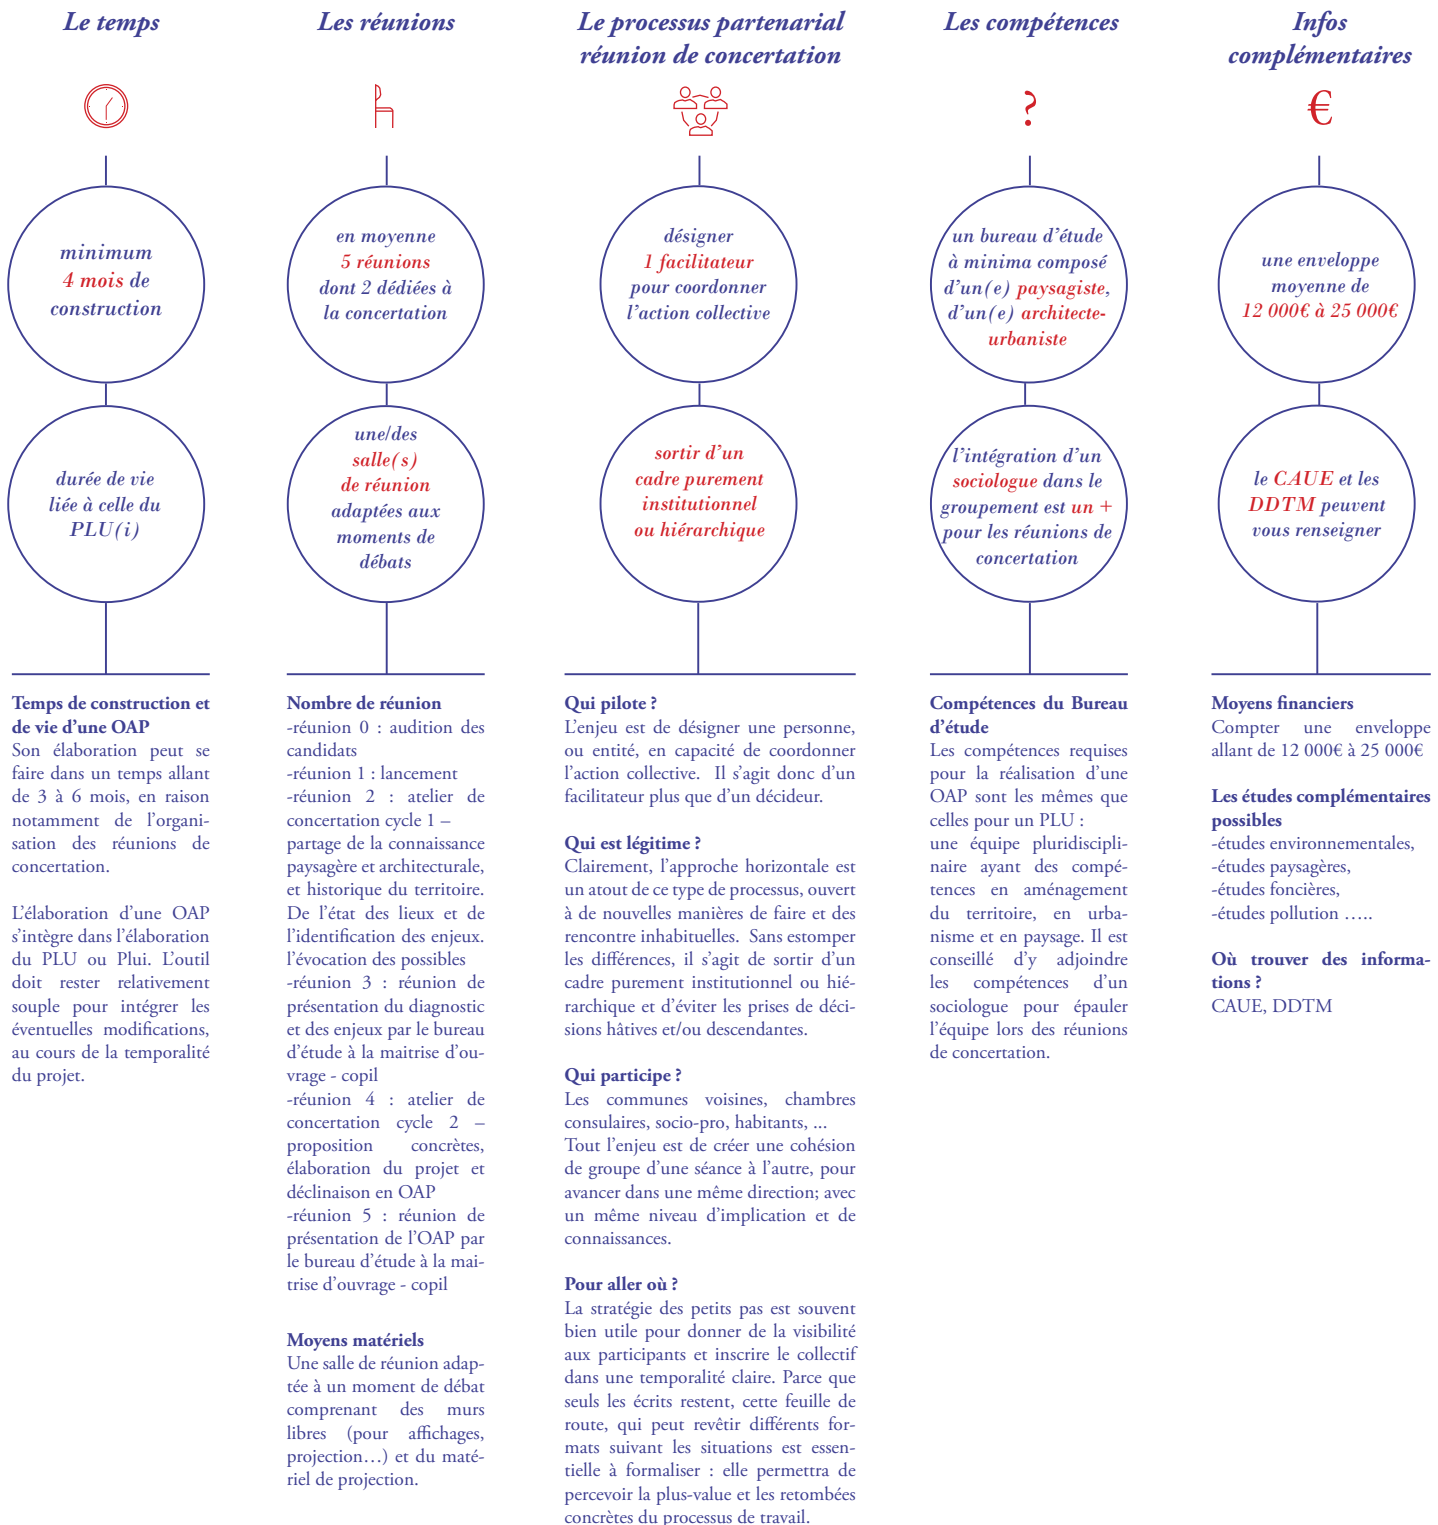 Le temps
minimum
4 mois de
construction
durée de vie
liée à celle du
PLU(i)
Temps de construction et
de vie d'une OAP
Son élaboration peut se
faire dans un temps allant
de 3 à 6 mois, en raison
notamment de l'organi-
sation des réunions de
concertation.
L'élaboration d'une OAP
s'intègre dans l'élaboration
du PLU ou Plui. L'outil
doit rester relativement
souple pour intégrer les
éventuelles modifications,
au cours de la temporalité
du projet.
Les réunions
en moyenne
5 réunions
dont 2 dédiées à
la concertation
une/des
salle(s)
de réunion
adaptées aux
moments de
débats
Nombre de réunion
-réunion 0 : audition des
candidats
-réunion 1 : lancement
-réunion 2 : atelier de
concertation cycle 1 –
partage de la connaissance
paysagère et architecturale,
et historique du territoire.
De l'état des lieux et de
l'identification des enjeux.
l'évocation des possibles
-réunion 3 : réunion de
présentation du diagnostic
et des enjeux par le bureau
d'étude à la maitrise d'ou-
vrage - copil
-réunion 4 : atelier de
concertation cycle 2 –
proposition concrètes,
élaboration du projet et
déclinaison en OAP
-réunion 5 : réunion de
présentation de l'OAP par
le bureau d'étude à la mai-
trise d'ouvrage - copil
Moyens matériels
Une salle de réunion adap-
tée à un moment de débat
comprenant des murs
libres (pour affichages,
projection…) et du maté-
riel de projection.
Le processus partenarial
réunion de concertation
désigner
1 facilitateur
pour coordonner
l'action collective
sortir d'un
cadre purement
institutionnel
ou hiérarchique
Qui pilote ?
L'enjeu est de désigner une personne,
ou entité, en capacité de coordonner
l'action collective. Il s'agit donc d'un
facilitateur plus que d'un décideur.
Qui est légitime ?
Clairement, l'approche horizontale est
un atout de ce type de processus, ouvert
à de nouvelles manières de faire et des
rencontre inhabituelles. Sans estomper
les différences, il s'agit de sortir d'un
cadre purement institutionnel ou hié-
rarchique et d'éviter les prises de déci-
sions hâtives et/ou descendantes.
Qui participe ?
Les communes voisines, chambres
consulaires, socio-pro, habitants, ...
Tout l'enjeu est de créer une cohésion
de groupe d'une séance à l'autre, pour
avancer dans une même direction; avec
un même niveau d'implication et de
connaissances.
Pour aller où ?
La stratégie des petits pas est souvent
bien utile pour donner de la visibilité
aux participants et inscrire le collectif
dans une temporalité claire. Parce que
seuls les écrits restent, cette feuille de
route, qui peut revêtir différents for-
mats suivant les situations est essen-
tielle à formaliser : elle permettra de
percevoir la plus-value et les retombées
concrètes du processus de travail.
Les compétences
?
un bureau d'étude
à minima composé
d'un(e) paysagiste,
d'un(e) architecte-
urbaniste
l'intégration d'un
sociologue dans le
groupement est un +
pour les réunions de
concertation
Compétences du Bureau
d'étude
Les compétences requises
pour la réalisation d'une
OAP sont les mêmes que
celles pour un PLU :
une équipe pluridiscipli-
naire ayant des compé-
tences en aménagement
du territoire, en urba-
nisme et en paysage. Il est
conseillé d'y adjoindre
les compétences d'un
sociologue pour épauler
l'équipe lors des réunions
de concertation.
Infos
complémentaires
€
une enveloppe
moyenne de
12 000€ à 25 000€
le CAUE et les
DDTM peuvent
vous renseigner
Moyens financiers
Compter une enveloppe
allant de 12 000€ à 25 000€
Les études complémentaires
possibles
-études environnementales,
-études paysagères,
-études foncières,
-études pollution …..
Où trouver des informa-
tions ?
CAUE, DDTM